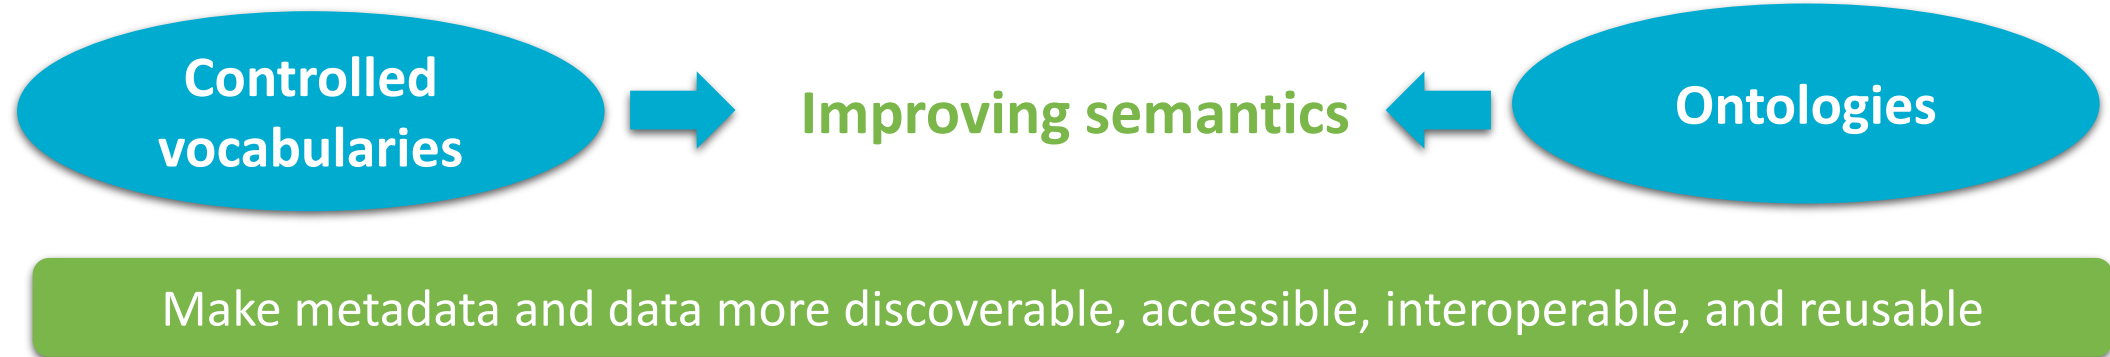 Controlled
vocabularies
Improving semantics
Ontologies
Make metadata and data more discoverable, accessible, interoperable, and reusable